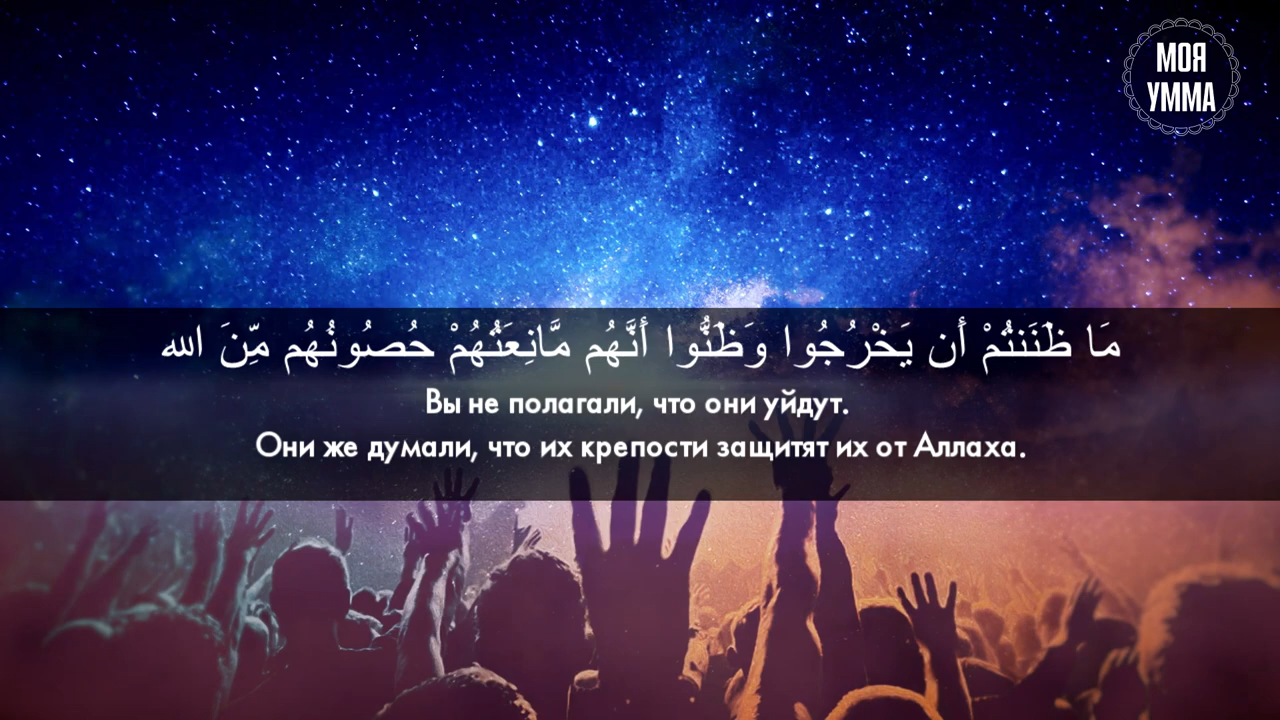 МОЯ
УММА
مَا ظَنَنتُمْ أَن يَخْرُجُوا وَظَنُّوا أَنَّهُم مَّانِعَتُهُمْ حُصُونُهُم مِّنَ الله
Вы не полагали, что они уйдут.
Они же думали, что их крепости защитят их от Аллаха.